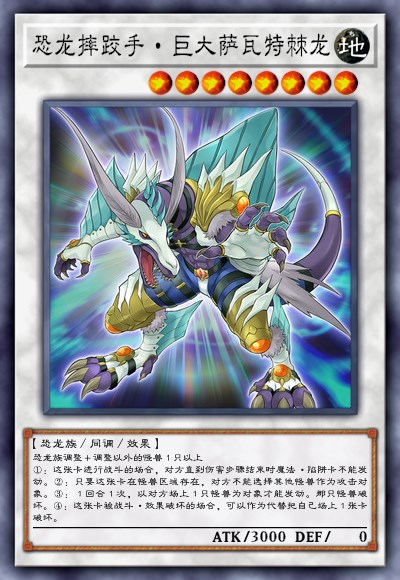 恐龙摔跤手·巨大萨瓦特棘龙
地
【恐龙族／同调／效果】
恐龙族调整＋调整以外的怪兽1只以上
①：这张卡进行战斗的场合，对方直到伤害步骤结束时魔法·陷阱卡不能发
动。②：只要这张卡在怪兽区域存在，对方不能选择其他怪兽作为攻击对
象。③：1回合1次，以对方场上1只怪兽为对象才能发动。那只怪兽破
坏。④：这张卡被战斗·效果破坏的场合，可以作为代替把自己场上1张卡
破坏。
ATK/3000 DEF/ 0